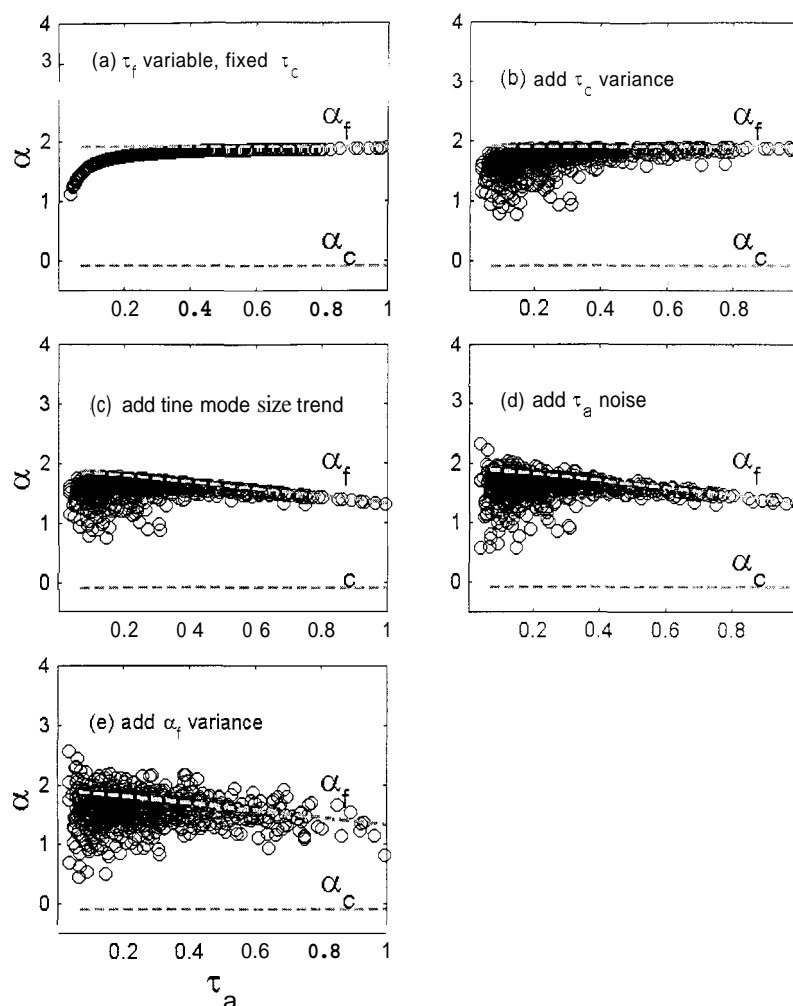 4
3
2
1
0
α
(a) τf variable, fixed τc
αf
αc
0.2 0.4 0.6 0.8 1
4
3
2
1
0
(b) add τc variance
αf
αc
0.2 0.4 0.6 0.8
4
3
2
1
0
α
(c) add tine mode size trend
αf
c
0.2 0.4 0.6 0.8 1
4
3
2
1
0
(d) add τa noise
αf
αc
0.2 0.4 0.6 0.8
4
3
2
1
0
α
(e) add αf variance
αf
αc
0.2 0.4 0.6 0.8 1
τa